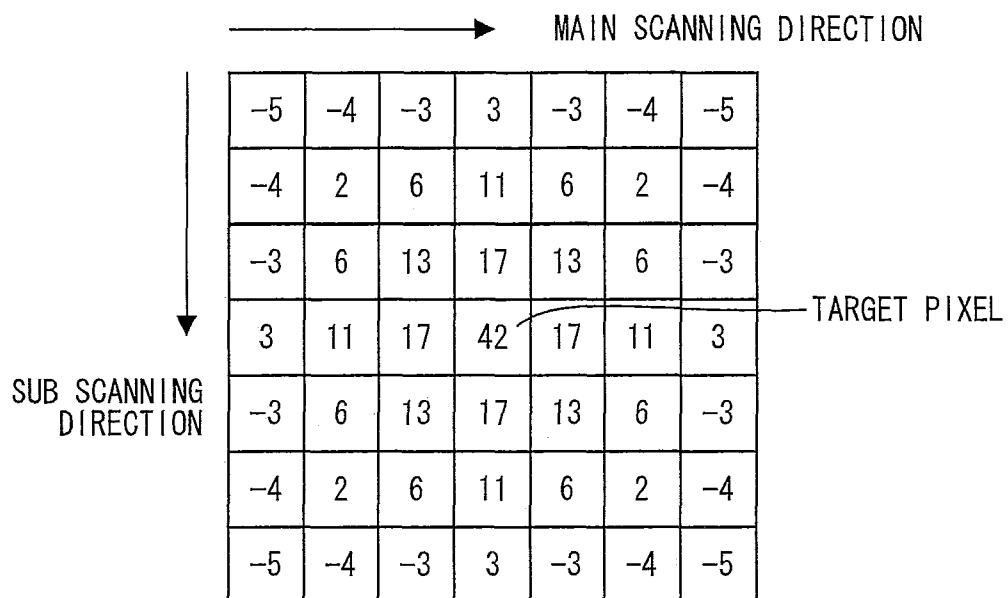 MAIN SCANNING DIRECTION
-5 -4 -3 3 -3 -4 -5
-4 2 6 11 6 2 -4
-3 6 13 17 13 6 -3
3 11 17 42 17 11 3
TARGET PIXEL
SUB SCANNING
DIRECTION
-3 6 13 17 13 6 -3
-4 2 6 11 6 2 -4
-5 -4 -3 3 -3 -4 -5